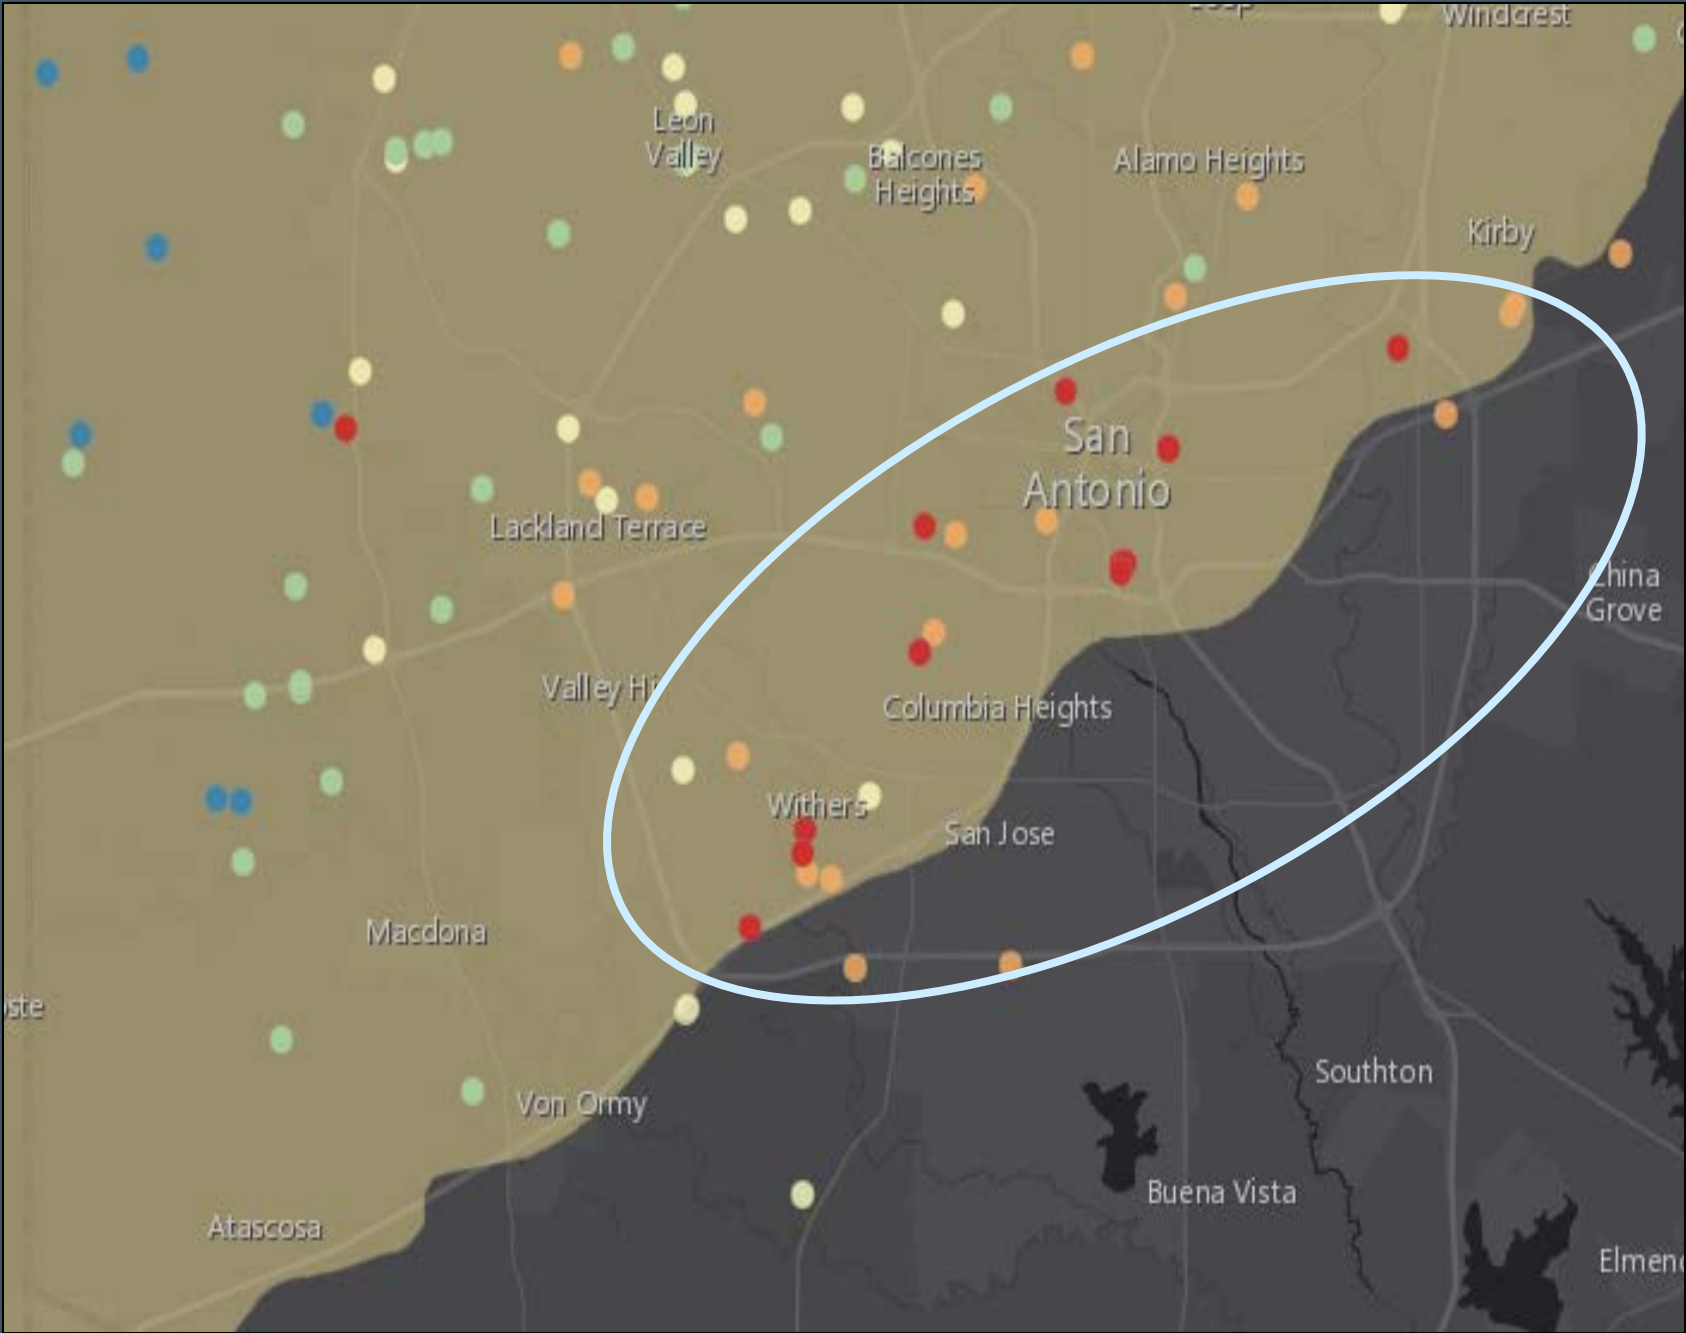 Windcrest
Leon
Valley
Balcones
Heights
Alamo Heights
Kirby
San
Antonio
Lackland Terrace
China
Grove
Valley Hi
Columbia Heights
Withers
San Jose
Macdona
Southton
Von Ormy
Buena Vista
Atascosa